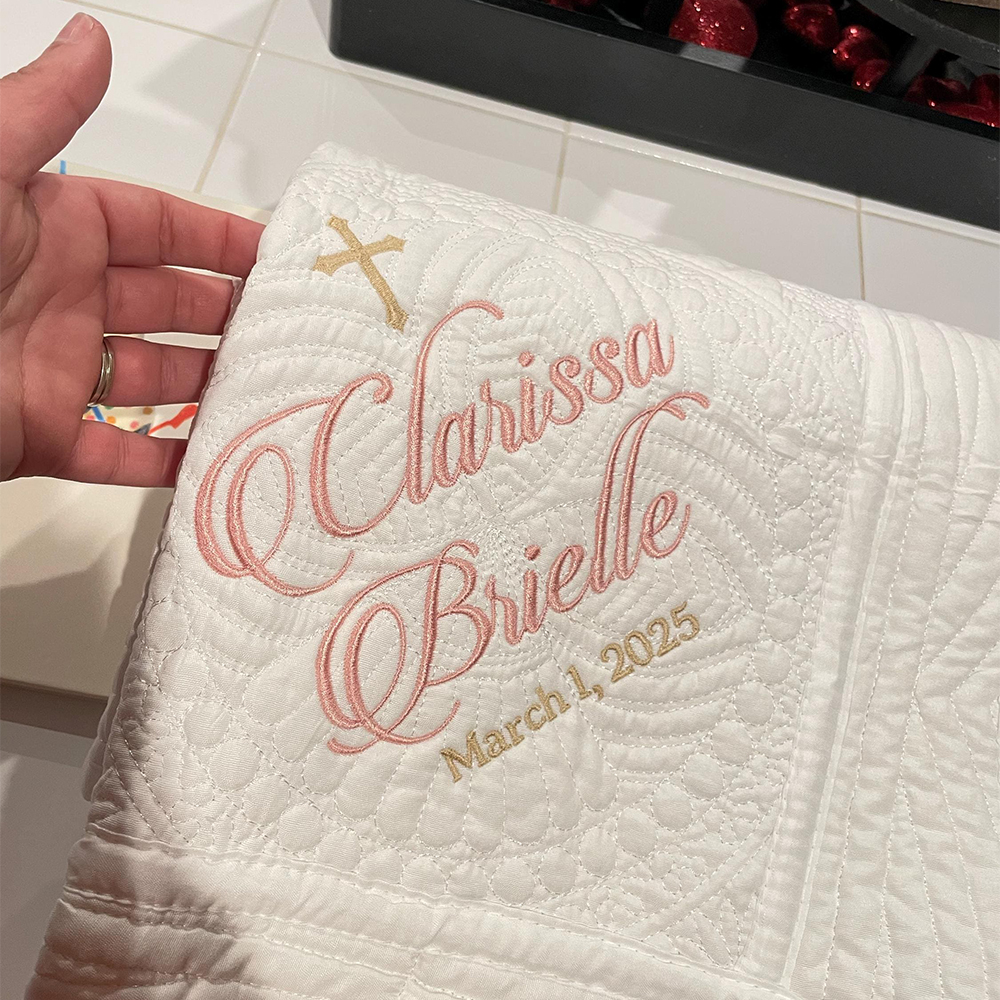 Clarissa
Brielle
March 1, 2025